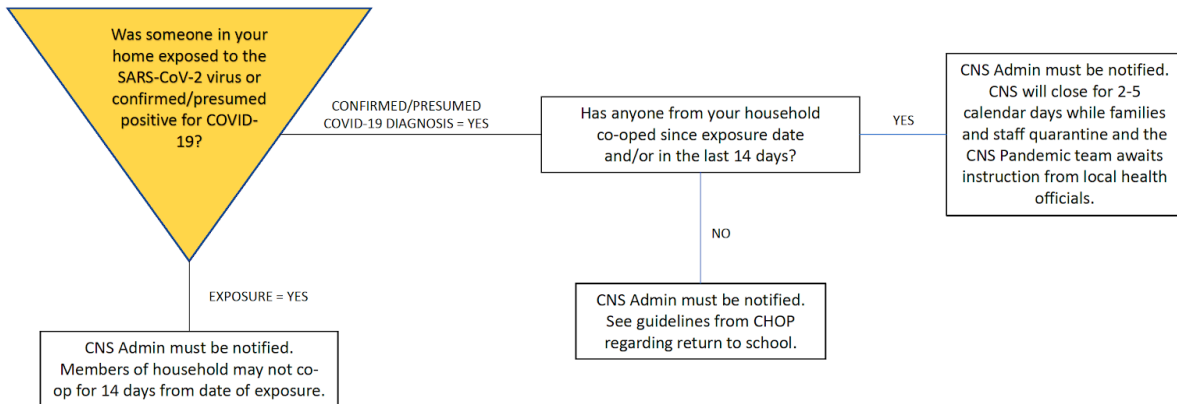 Was someone in your
home exposed to the
SARS-CoV-2 virus or
confirmed/presumed
positive for COVID-
19?
CONFIRMED/PRESUMED
COVID-19 DIAGNOSIS = YES
Has anyone from your household
co-oped since exposure date
and/or in the last 14 days?
YES
CNS Admin must be notified.
CNS will close for 2-5
calendar days while families
and staff quarantine and the
CNS Pandemic team awaits
instruction from local health
officials.
NO
CNS Admin must be notified.
See guidelines from CHOP
regarding return to school.
EXPOSURE = YES
CNS Admin must be notified.
Members of household may not co-
op for 14 days from date of exposure.